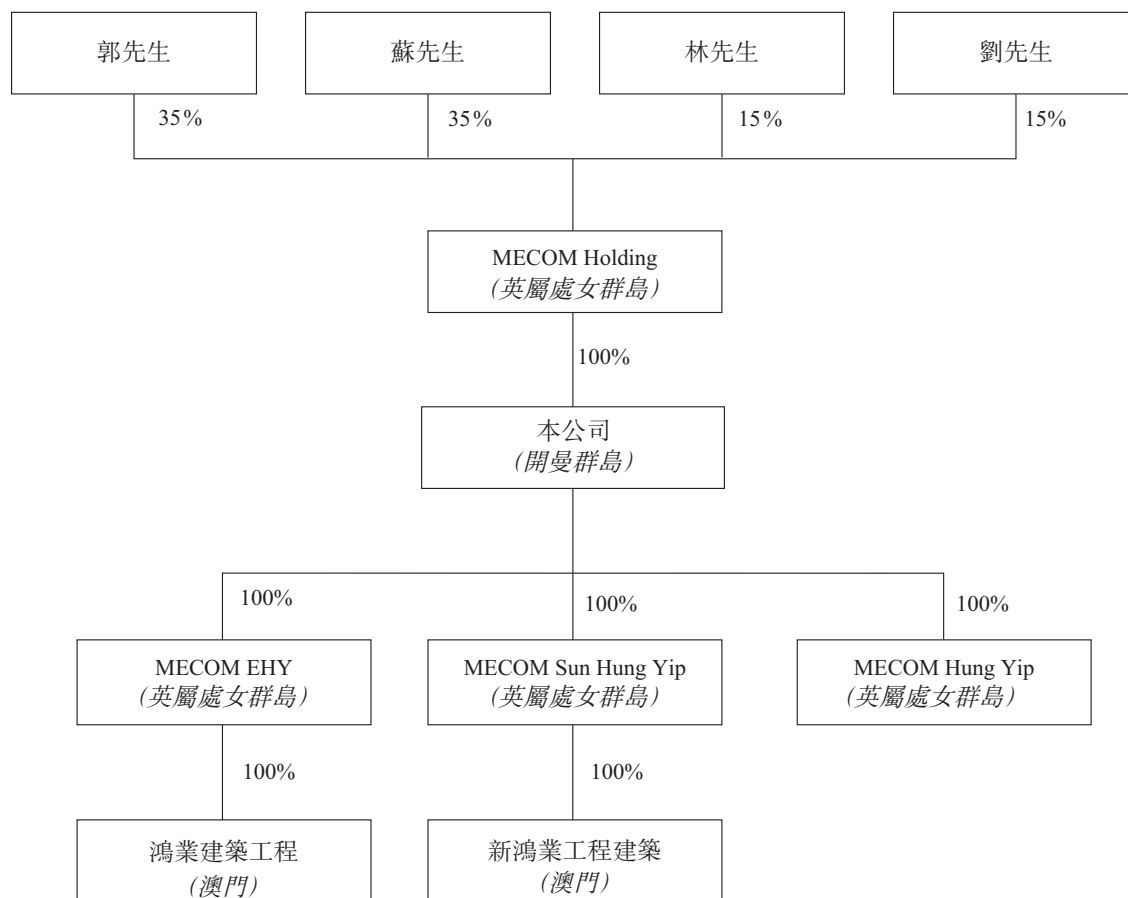 郭先生
蘇先生
林先生
劉先生
35%
35%
15%
15%
MECOM Holding
(英屬處女群島)
100%
本公司
(開曼群島)
100%
100%
100%
MECOM EHY
(英屬處女群島)
MECOM Sun Hung Yip
(英屬處女群島)
MECOM Hung Yip
(英屬處女群島)
100%
100%
鴻業建築工程
(澳門)
新鴻業工程建築
(澳門)